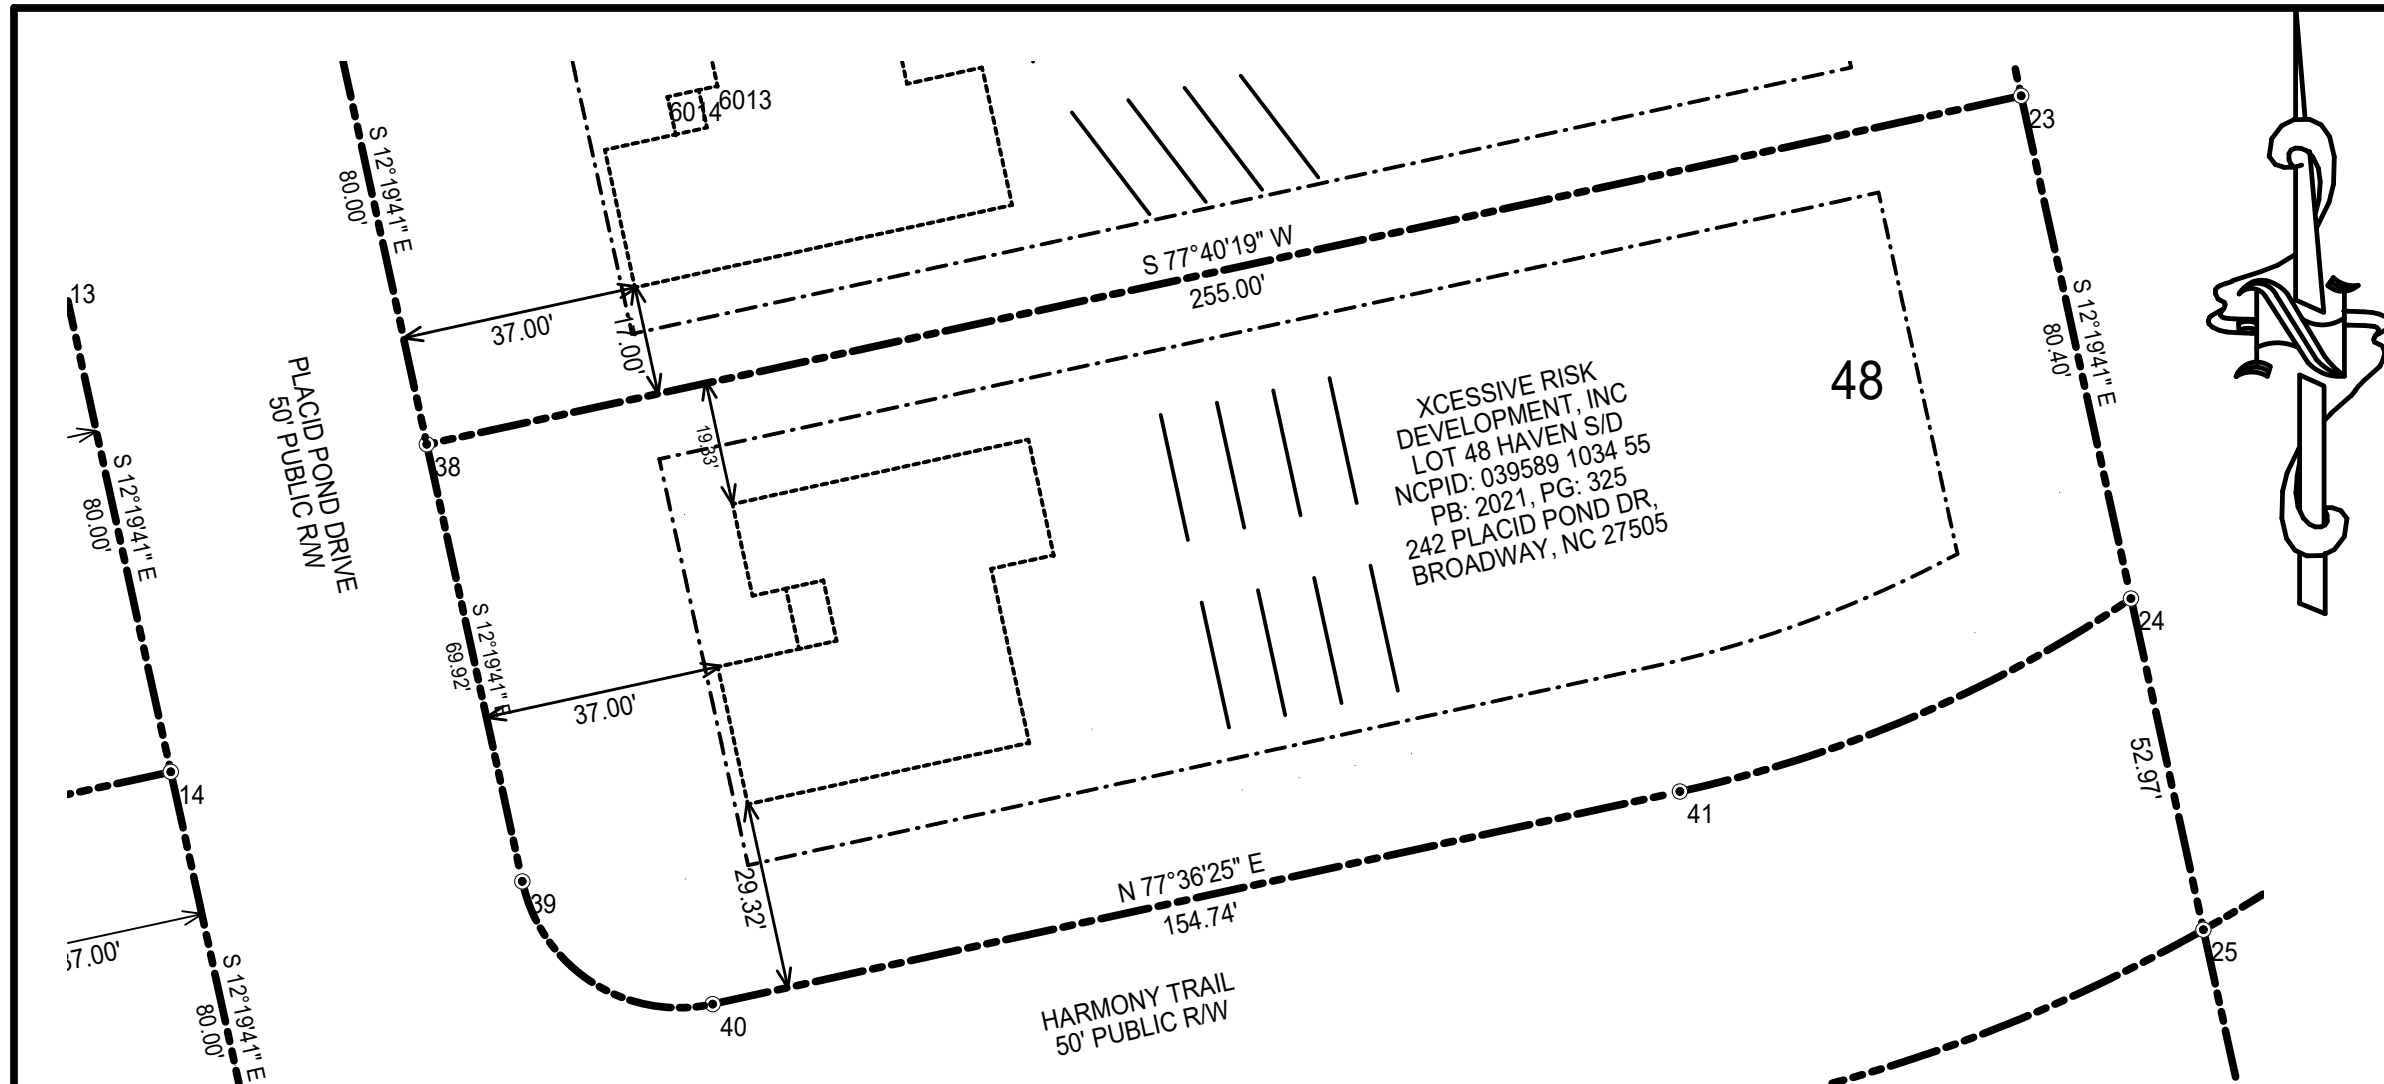 6014
6013
23
S 12°19'41" E
80.00'
S 77°40'19" W
255.00'
13
37.00'
17.00'
S 12°19'41" E
80.40'
PLACID POND DRIVE
50' PUBLIC R/W
38
19.33'
48
XCESSIVE RISK
DEVELOPMENT, INC
LOT 48 HAVEN S/D
NCPID: 039589 1034 55
PB: 2021, PG: 325
242 PLACID POND DR,
BROADWAY, NC 27505
S 12°19'41" E
80.00'
S 12°19'41" E
69.92'
24
37.00'
14
52.97'
41
39
29.32'
N 77°36'25" E
154.74'
37.00'
25
S 12°19'41" E
80.00'
40
HARMONY TRAIL
50' PUBLIC R/W